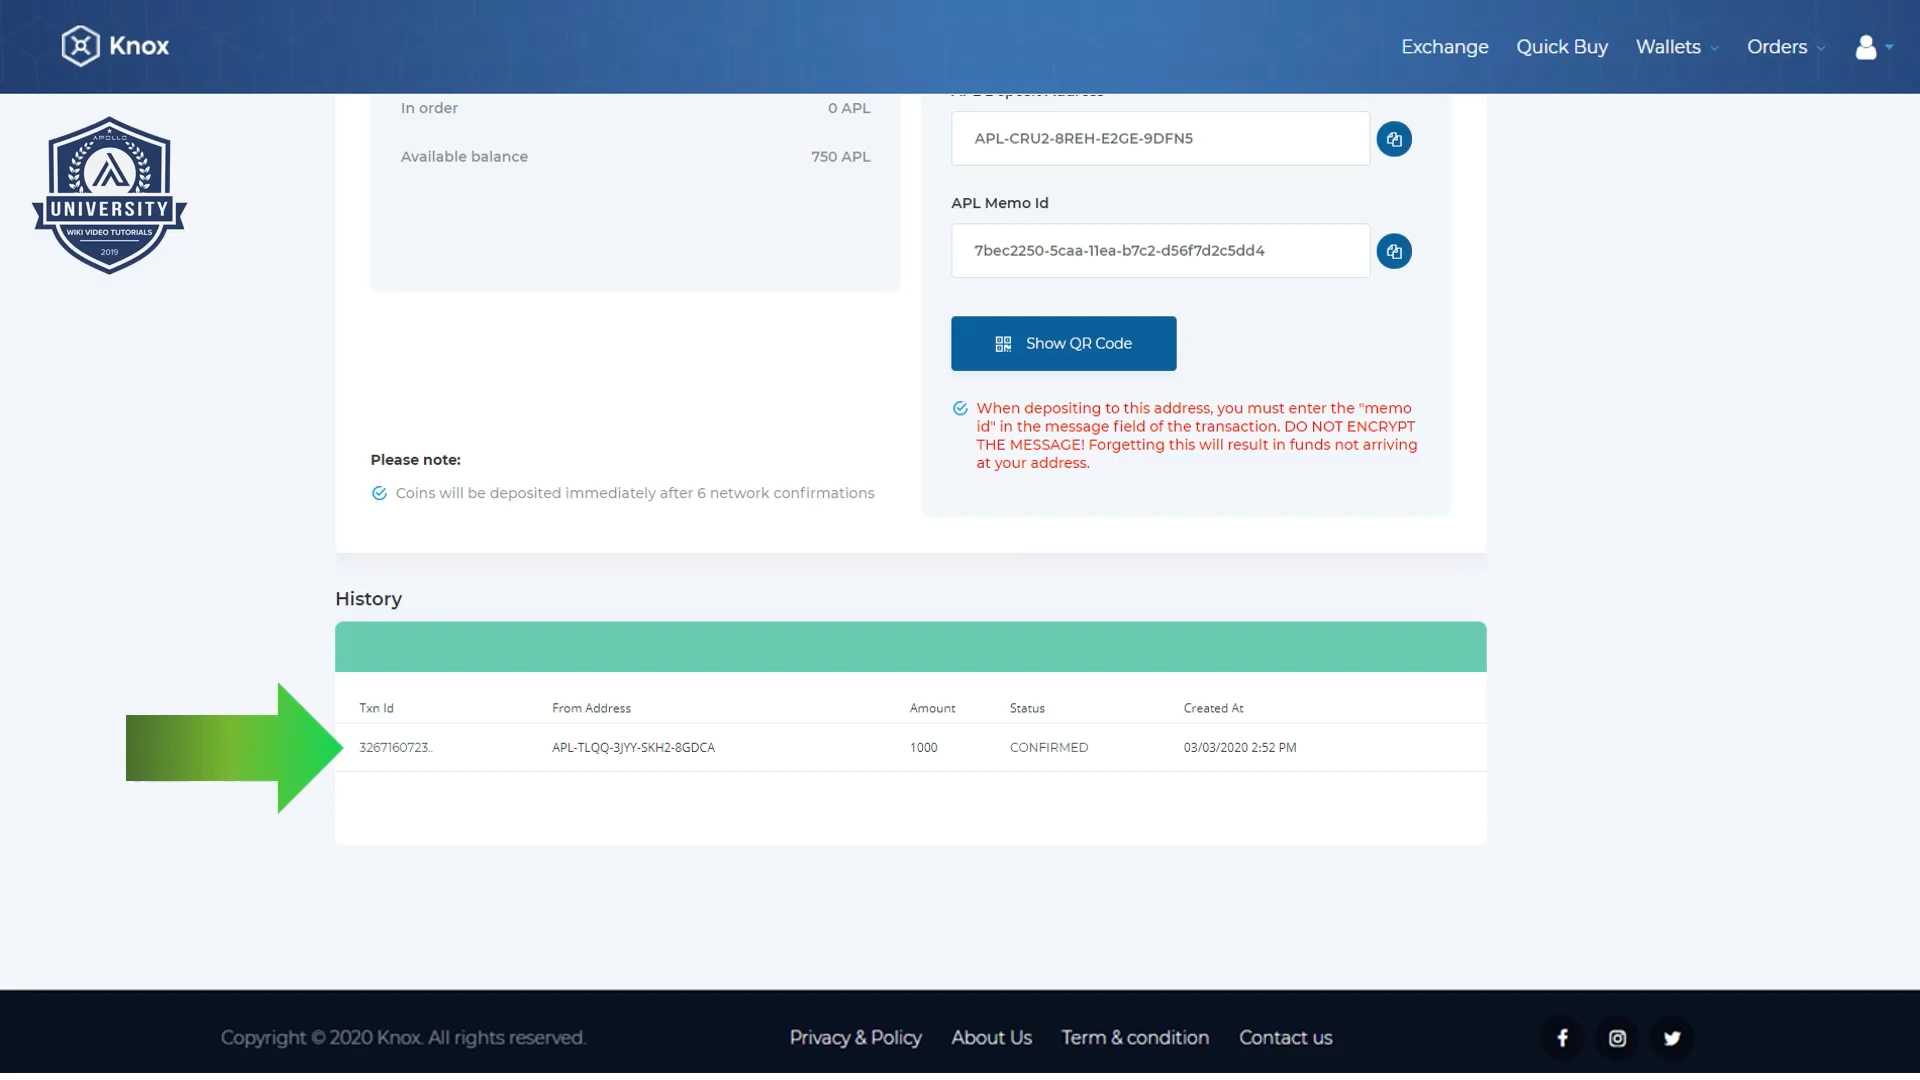 Knox
Exchange
Quick Buy
Wallets
Orders
APOLLO
UNIVERSITY
WIKI VIDEO TUTORIALS
2019
In order
0 APL
Available balance
750 APL
APL Deposit Address
APL-CRU2-8REH-E2GE-9DFN5
APL Memo Id
7bec2250-5caa-11ea-b7c2-d56f7d2c5dd4
Show QR Code
When depositing to this address, you must enter the "memo
id" in the message field of the transaction. DO NOT ENCRYPT
THE MESSAGE! Forgetting this will result in funds not arriving
at your address.
Please note:
Coins will be deposited immediately after 6 network confirmations
History
Txn Id From Address Amount Status Created At
3267160723.. APL-TLQQ-3JYY-SKH2-8GDCA 1000 CONFIRMED 03/03/2020 2:52 PM
Copyright © 2020 Knox. All rights reserved.
Privacy & Policy
About Us
Term & condition
Contact us